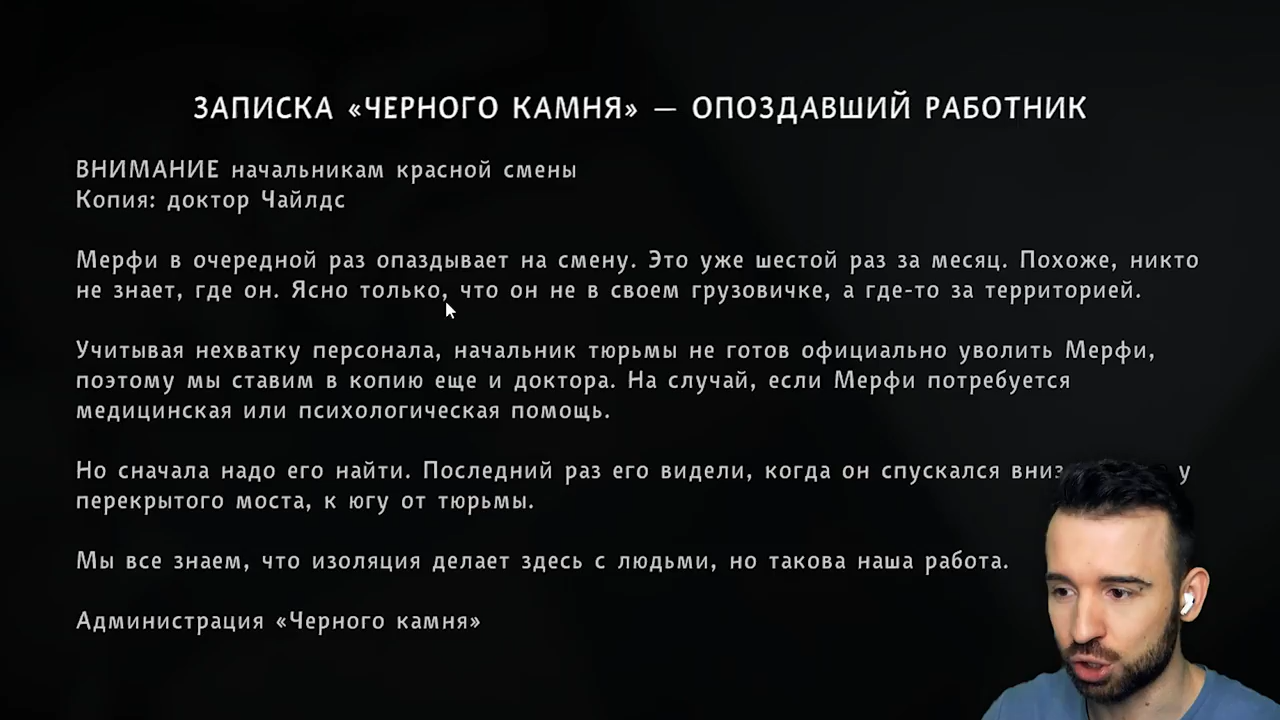 ЗАПИСКА «ЧЕРНОГО КАМНЯ» — ОПОЗДАВШИЙ РАБОТНИК
ВНИМАНИЕ начальникам красной смены
Копия: доктор Чайлдс
Мерфи в очередной раз опаздывает на смену. Это уже шестой раз за месяц. Похоже, никто
не знает, где он. Ясно только, что он не в своем грузовичке, а где-то за территорией.
Учитывая нехватку персонала, начальник тюрьмы не готов официально уволить Мерфи,
поэтому мы ставим в копию еще и доктора. На случай, если Мерфи потребуется
медицинская или психологическая помощь.
Но сначала надо его найти. Последний раз его видели, когда он спускался вниз у
перекрытого моста, к югу от тюрьмы.
Мы все знаем, что изоляция делает здесь с людьми, но такова наша работа.
Администрация «Черного камня»